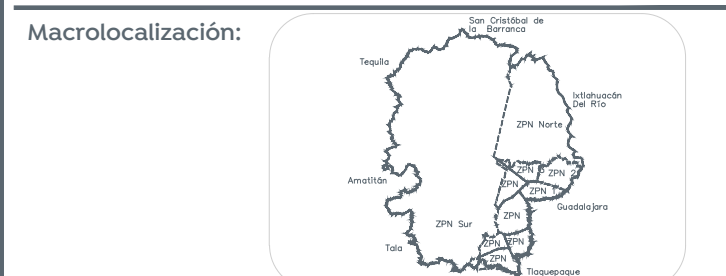 Macrolocalización:
San Cristóbal de
la Barranca
Tequila
Ixtlahuacán
Del Río
ZPN Norte
ZPN
ZPN 2
ZPN
ZPN 1
Amatitán
Guadalajara
ZPN
ZPN Sur
ZPN
ZPN
Tala
ZPN
Tlaquepaque